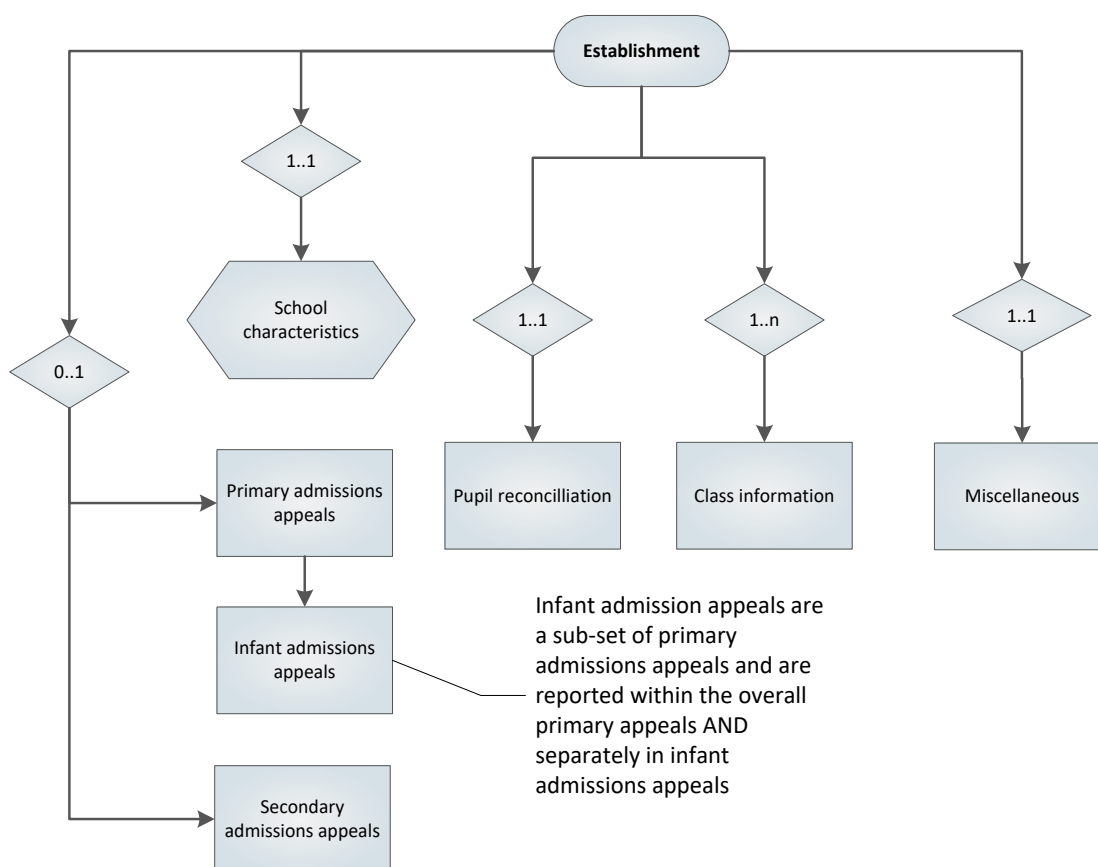 Establishment
1..1
School
characteristics
1..1
1..n
1..1
0..1
Primary admissions
appeals
Pupil reconcilliation
Class information
Miscellaneous
Infant admissions
appeals
Infant admission appeals are
a sub-set of primary
admissions appeals and are
reported within the overall
primary appeals AND
separately in infant
admissions appeals
Secondary
admissions appeals